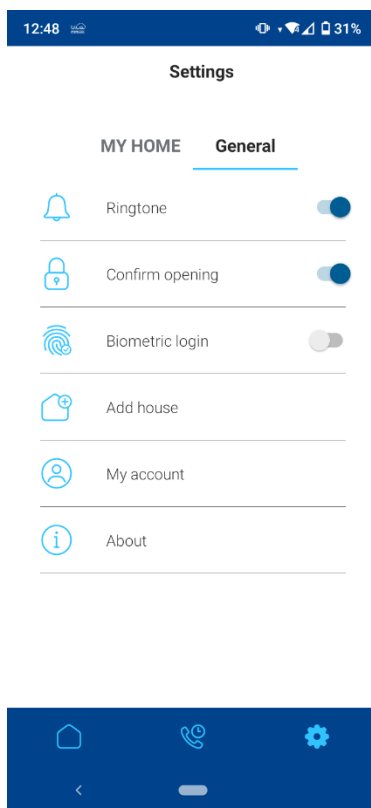 12:48 31%
Settings
MY HOME General
Ringtone
Confirm opening
Biometric login
Add house
My account
About